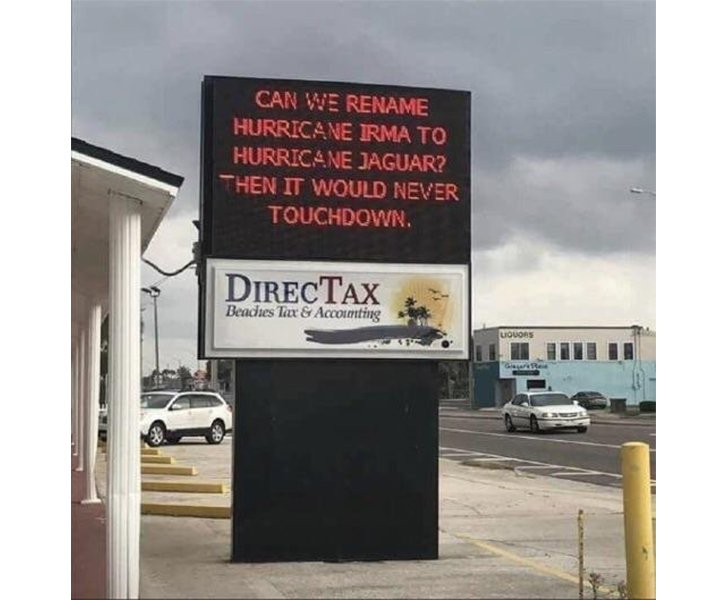 CAN WE RENAME
HURRICANE IRMA TO
HURRICANE JAGUAR?
THEN IT WOULD NEVER
TOUCHDOWN.
DIRECTAX
Beaches Tax & Accounting
LIQUORS